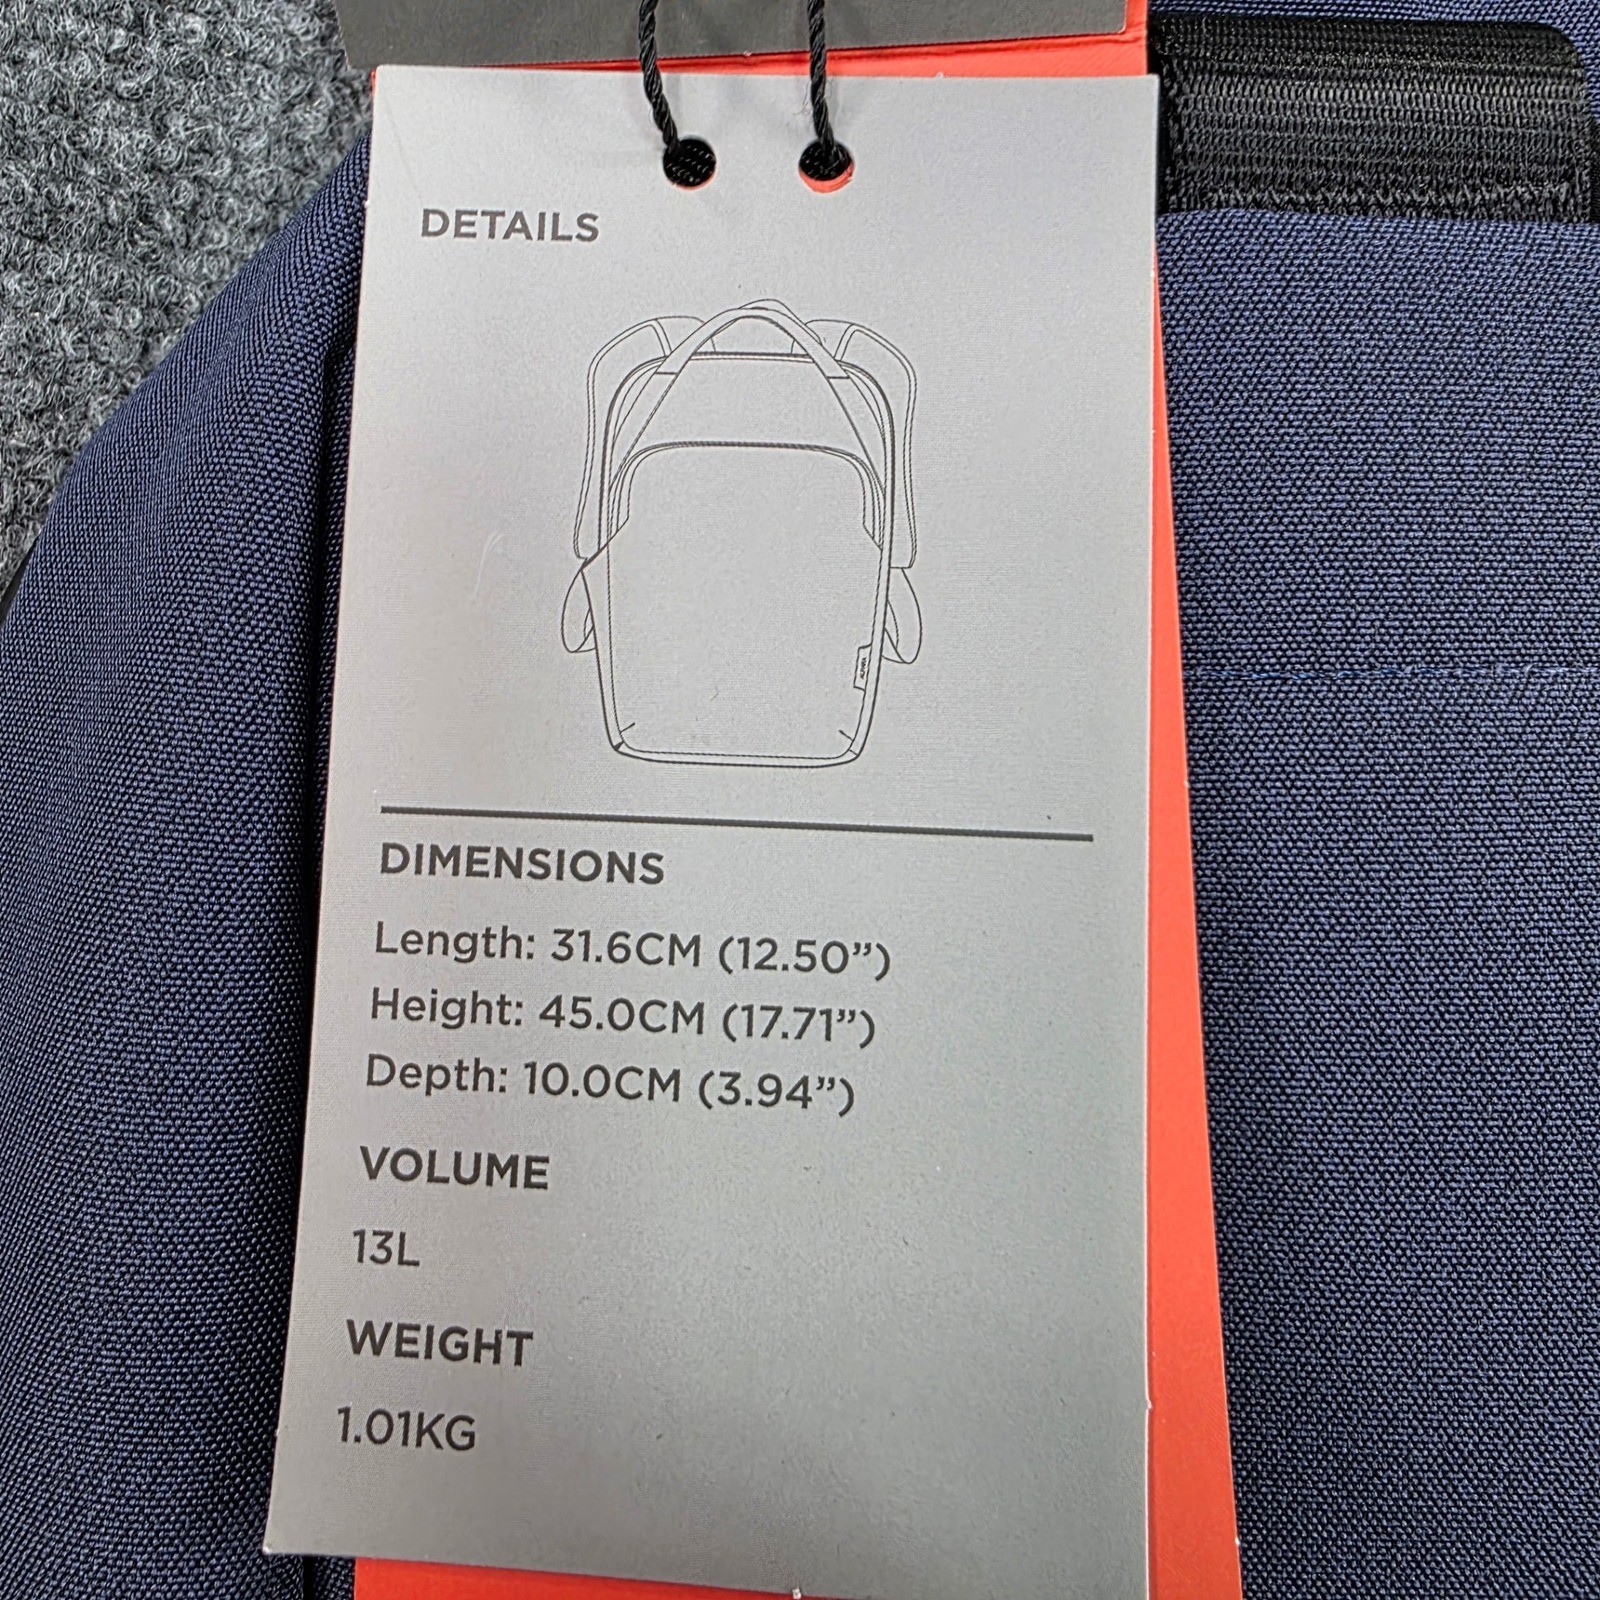 DETAILS
DIMENSIONS
Length: 31.6CM (12.50”)
Height: 45.0CM (17.71”)
Depth: 10.0CM (3.94”)
VOLUME
13L
WEIGHT
1.01KG